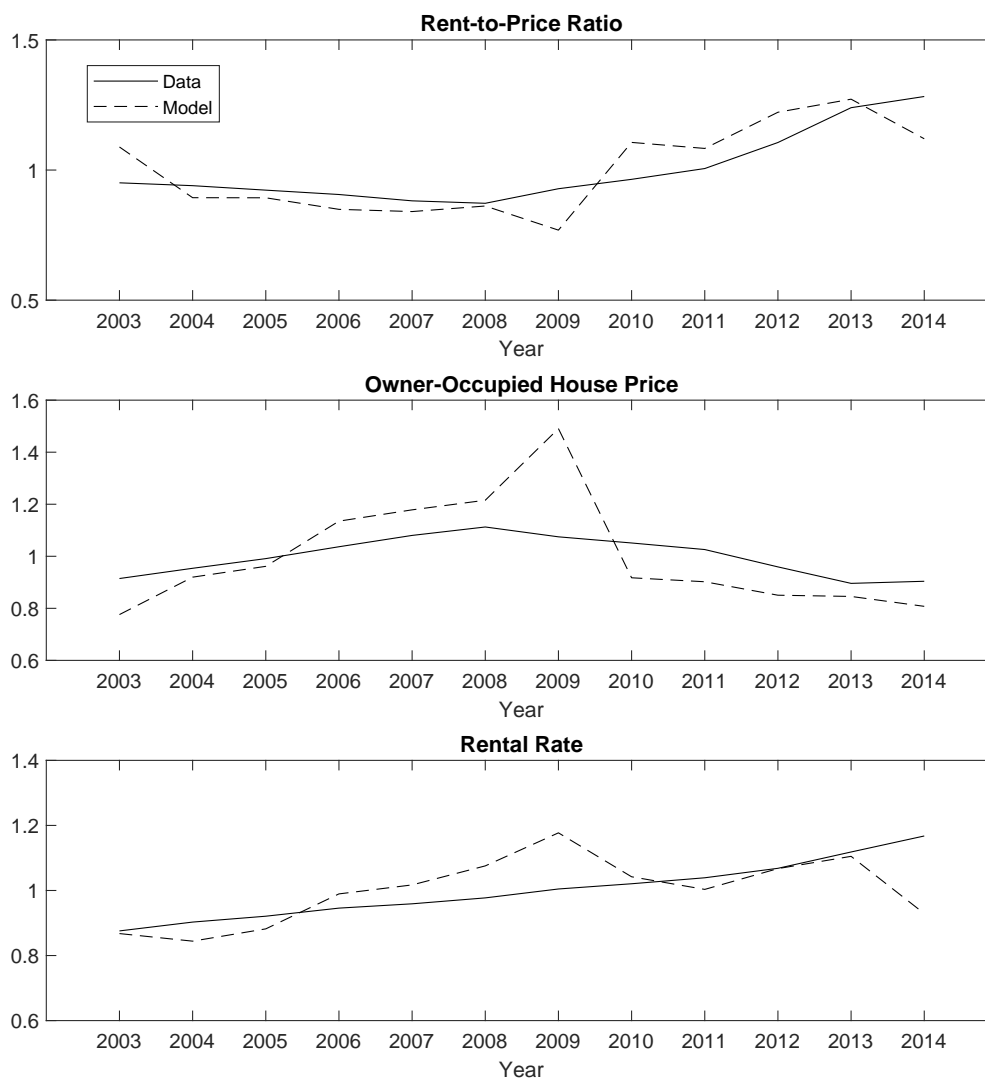 Rent-to-Price Ratio
1.5
1
0.5
Data
Model
2003 2004 2005 2006 2007 2008 2009 2010 2011 2012 2013 2014
Year
Owner-Occupied House Price
1.6
1.4
1.2
1
0.8
0.6
2003 2004 2005 2006 2007 2008 2009 2010 2011 2012 2013 2014
Year
Rental Rate
1.4
1.2
1
0.8
0.6
2003 2004 2005 2006 2007 2008 2009 2010 2011 2012 2013 2014
Year